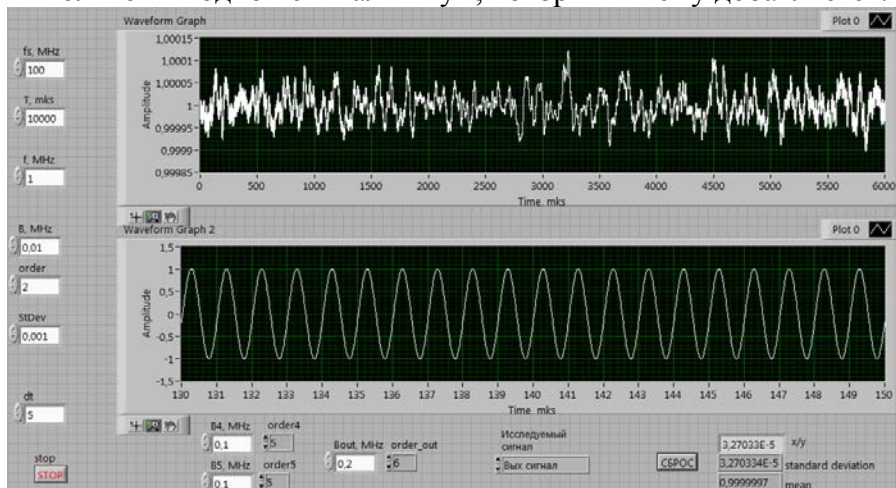 Waveform Graph
Plot 0
fs, MHz
100
T, mks
10000
f, MHz
1
B, MHz
0,01
order
2
StDev
0,001
dt
5
stop
STOP
Amplitude
1,00015
1,0001
1,00005
1
0,99995
0,9999
0,99985
0 500 1000 1500 2000 2500 3000 3500 4000 4500 5000 5500 6000
Time, mks
Waveform Graph 2
Plot 0
Amplitude
1,5
1
0,5
0
-0,5
-1
-1,5
130 131 132 133 134 135 136 137 138 139 140 141 142 143 144 145 146 147 148 149 150
Time, mks
B4, MHz order4
0,1 5
B5, MHz order5
0,1 5
Bout, MHz order_out
0,2 6
Исследуемый
сигнал
Вых сигнал
СБРОС
3,27033E-5 x/y
3,270334E-5 standard deviation
0,9999997 mean